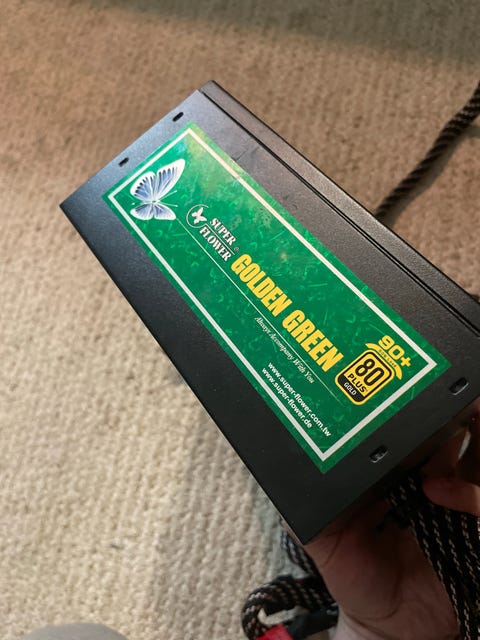 SUPER
FLOWER
GOLDEN GREEN
Always Accompany With You
90+
80
PLUS
GOLD
www.super-flower.com.tw
www.super-flower.de